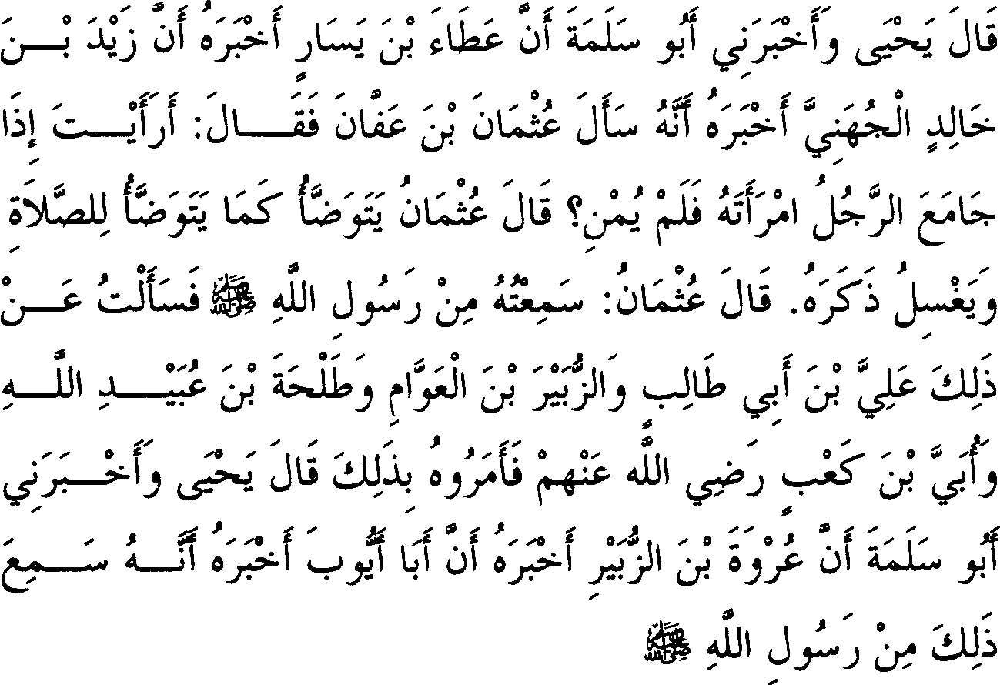 قَالَ يَحْيَى وَأَخْبَرَنِي أَبُو سَلَمَةَ أَنَّ عَطَاءَ بْنَ يَسَارٍ أَخْبَرَهُ أَنَّ زَيْدَ بْنَ
خَالِدٍ الْجُهَنِيَّ أَخْبَرَهُ أَنَّهُ سَأَلَ عُثْمَانَ بْنَ عَفَّانَ فَقَالَ: أَرَأَيْتَ إِذَا
جَامَعَ الرَّجُلُ امْرَأَتَهُ فَلَمْ يُمْنِ؟ قَالَ عُثْمَانُ يَتَوَضَّأُ كَمَا يَتَوَضَّأُ لِلصَّلَاةِ
وَيَغْسِلُ ذَكَرَهُ. قَالَ عُثْمَانُ: سَمِعْتُهُ مِنْ رَسُولِ اللَّهِ ﷺ فَسَأَلْتُ عَنْ
ذَلِكَ عَلِيَّ بْنَ أَبِي طَالِبٍ وَالزُّبَيْرَ بْنَ الْعَوَّامِ وَطَلْحَةَ بْنَ عُبَيْدِ اللَّهِ
وَأُبَيَّ بْنَ كَعْبٍ رَضِي اللَّه عَنْهمْ فَأَمَرُوهُ بِذَلِكَ قَالَ يَحْيَى وَأَخْبَرَنِي
أَبُو سَلَمَةَ أَنَّ عُرْوَةَ بْنَ الزُّبَيْرِ أَخْبَرَهُ أَنَّ أَبَا أَيُّوبَ أَخْبَرَهُ أَنَّهُ سَمِعَ
ذَلِكَ مِنْ رَسُولِ اللَّهِ ﷺ